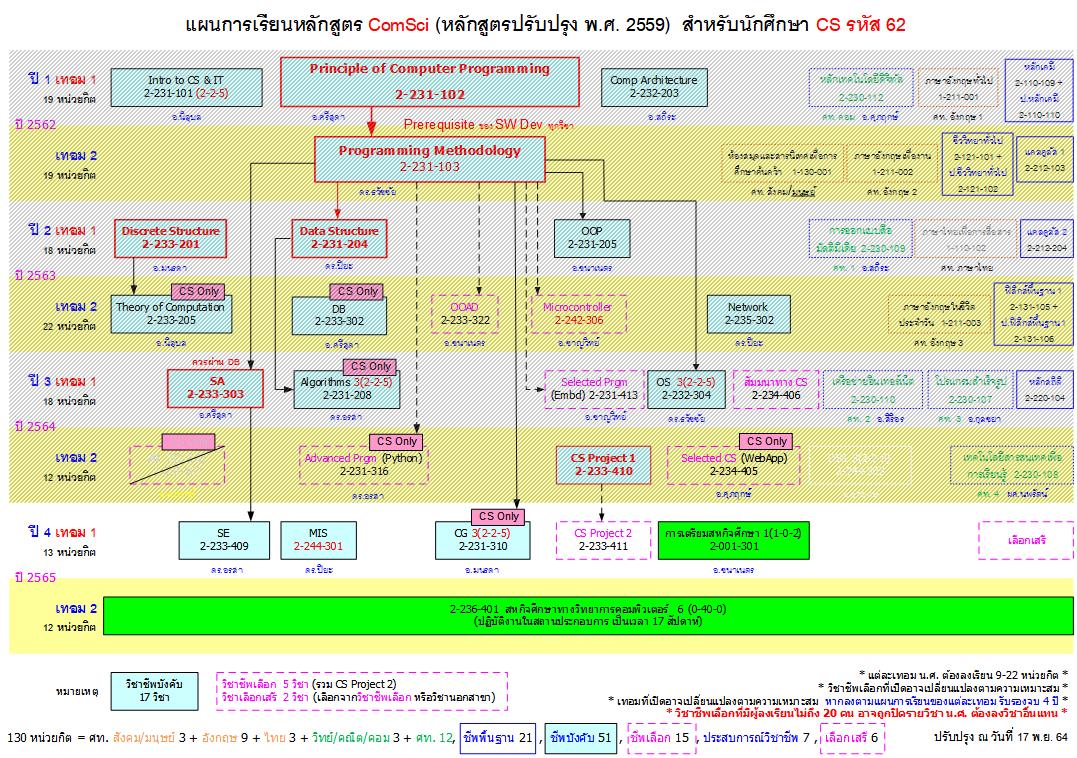 แผนการเรียนหลักสูตร ComSci (หลักสูตรปรับปรุง พ.ศ. 2559) สำหรับนักศึกษา CS รหัส 62
ปี 1 เทอม 1
19 หน่วยกิต
Intro to CS & IT
2-231-101 (2-2-5)
อ.นิลุบล
Principle of Computer Programming
2-231-102
อ.ศรีสุดา
Comp Architecture
2-232-203
อ.สถิระ
หลักเทคโนโลยีดิจิทัล
2-230-112
ศท. คอม อ.ศุภฤกษ์
ภาษาอังกฤษทั่วไป
1-211-001
ศท. อังกฤษ 1
หลักเคมี
2-110-109 +
ป.หลักเคมี
2-110-110
ปี 2562
Prerequisite ของ SW Dev ทุกวิชา
เทอม 2
19 หน่วยกิต
Programming Methodology
2-231-103
ดร.ธวัชชัย
ห้องสมุดและสารนิเทศเพื่อการ
ศึกษาค้นคว้า 1-130-001
ศท. สังคม/มนุษย์
ภาษาอังกฤษเพื่องาน
1-211-002
ศท. อังกฤษ 2
ชีววิทยาทั่วไป
2-121-101 +
ป.ชีววิทยาทั่วไป
2-121-102
แคลคูลัส 1
2-212-103
ปี 2 เทอม 1
18 หน่วยกิต
Discrete Structure
2-233-201
อ.มนรดา
Data Structure
2-231-204
ดร.ปิยะ
OOP
2-231-205
อ.ชนาเนตร
การออกแบบสื่อ
มัลติมีเดีย 2-230-109
ศท. 1 อ.สถิระ
ภาษาไทยเพื่อการสื่อสาร
1-110-102
ศท. ภาษาไทย
แคลคูลัส 2
2-212-204
ปี 2563
เทอม 2
22 หน่วยกิต
CS Only
Theory of Computation
2-233-205
อ.นิลุบล
CS Only
DB
2-233-302
อ.ศรีสุดา
OOAD
2-233-322
อ.ชนาเนตร
Microcontroller
2-242-306
อ.ชาญวิทย์
Network
2-235-302
ดร.ปิยะ
ภาษาอังกฤษในชีวิต
ประจำวัน 1-211-003
ศท. อังกฤษ 3
ฟิสิกส์พื้นฐาน 1
2-131-105 +
ป.ฟิสิกส์พื้นฐาน1
2-131-106
ปี 3 เทอม 1
18 หน่วยกิต
ควรผ่าน DB
SA
2-233-303
อ.ศรีสุดา
CS Only
Algorithms 3(2-2-5)
2-231-208
ดร.อรสา
Selected Prgm
(Embd) 2-231-413
อ.ชาญวิทย์
OS 3(2-2-5)
2-232-304
ดร.ธวัชชัย
สัมมนาทาง CS
2-234-406
เครือข่ายอินเทอร์เน็ต
2-230-110
ศท. 2 อ.สิริอร
โปรแกรมสำเร็จรูป
2-230-107
ศท. 3 อ.กุลชยา
หลักสถิติ
2-220-104
ปี 2564
เทอม 2
12 หน่วยกิต
CS Only
Advanced Prgm (Python)
2-231-316
ดร.อรสา
CS Project 1
2-233-410
CS Only
Selected CS (WebApp)
2-234-405
อ.ศุภฤกษ์
เทคโนโลยีสารสนเทศเพื่อ
การเรียนรู้ 2-230-108
ศท. 4 ผศ.นพรัตน์
ปี 4 เทอม 1
13 หน่วยกิต
SE
2-233-409
ดร.อรสา
MIS
2-244-301
ดร.ปิยะ
CS Only
CG 3(2-2-5)
2-231-310
อ.มนรดา
CS Project 2
2-233-411
การเตรียมสหกิจศึกษา 1(1-0-2)
2-001-301
อ.ชนาเนตร
เลือกเสรี
ปี 2565
เทอม 2
12 หน่วยกิต
2-236-401 สหกิจศึกษาทางวิทยาการคอมพิวเตอร์ 6 (0-40-0)
(ปฏิบัติงานในสถานประกอบการ เป็นเวลา 17 สัปดาห์)
หมายเหตุ
วิชาชีพบังคับ
17 วิชา
วิชาชีพเลือก 5 วิชา (รวม CS Project 2)
วิชาเลือกเสรี 2 วิชา (เลือกจากวิชาชีพเลือก หรือวิชานอกสาขา)
* แต่ละเทอม น.ศ. ต้องลงเรียน 9-22 หน่วยกิต *
* วิชาชีพเลือกที่เปิดอาจเปลี่ยนแปลงตามความเหมาะสม *
* เทอมที่เปิดอาจเปลี่ยนแปลงตามความเหมาะสม หากลงตามแผนการเรียนของแต่ละเทอม รับรองจบ 4 ปี *
* วิชาชีพเลือกที่มีผู้ลงเรียนไม่ถึง 20 คน อาจถูกปิดรายวิชา น.ศ. ต้องลงวิชาอื่นแทน *
130 หน่วยกิต = ศท. สังคม/มนุษย์ 3 + อังกฤษ 9 + ไทย 3 + วิทย์/คณิต/คอม 3 + ศท. 12, ชีพพื้นฐาน 21 , ชีพบังคับ 51 , ชีพเลือก 15 , ประสบการณ์วิชาชีพ 7 , เลือกเสรี 6
ปรับปรุง ณ วันที่ 17 พ.ย. 64